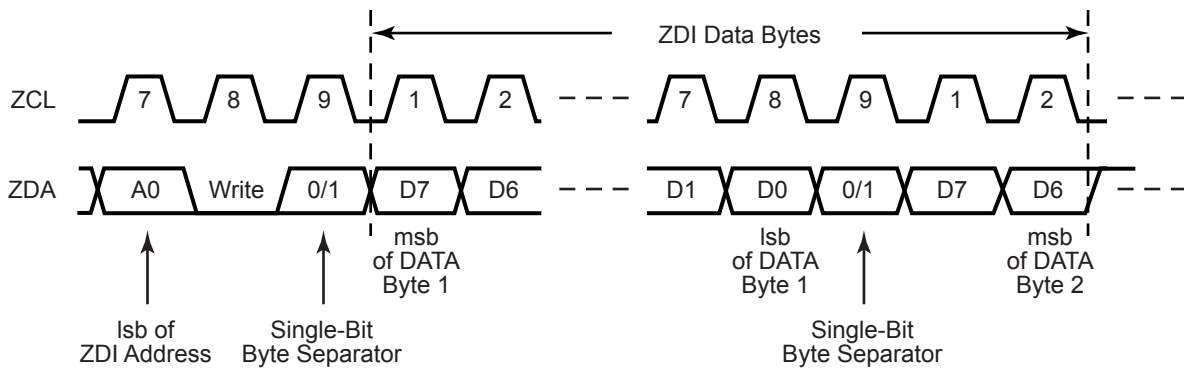 ZDI Data Bytes
ZCL 7 8 9 1 2 7 8 9 1 2
ZDA A0 Write 0/1 D7 D6 D1 D0 0/1 D7 D6
msb
of DATA
Byte 1
lsb
of DATA
Byte 1
msb
of DATA
Byte 2
lsb of
ZDI Address
Single-Bit
Byte Separator
Single-Bit
Byte Separator